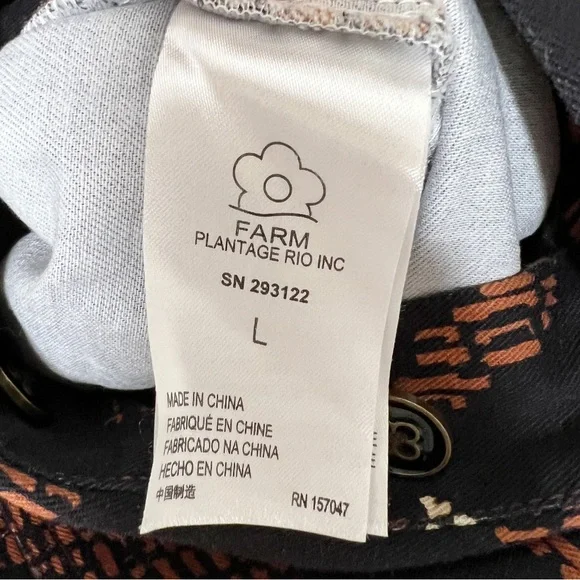 FARM
PLANTAGE RIO INC
SN 293122
L
MADE IN CHINA
FABRIQUÉ EN CHINE
FABRICADO NA CHINA
HECHO EN CHINA
中国制造
RN 157047